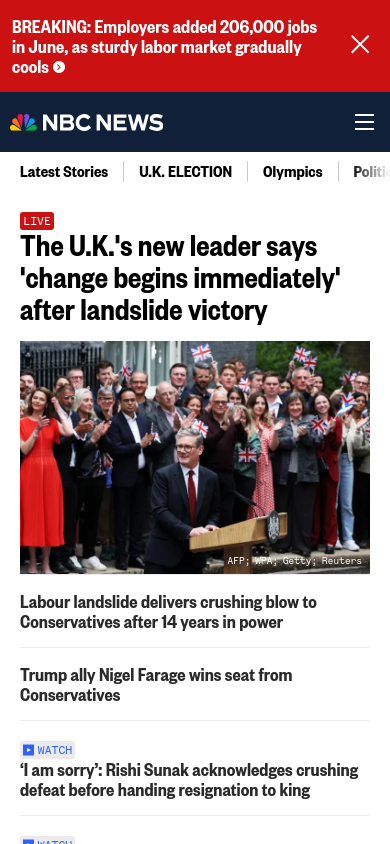 BREAKING: Employers added 206,000 jobs
in June, as sturdy labor market gradually
cools
NBC NEWS
Latest Stories
U.K. ELECTION
Olympics
Politi
LIVE
The U.K.'s new leader says
'change begins immediately'
after landslide victory
AFP; WPA; Getty; Reuters
Labour landslide delivers crushing blow to
Conservatives after 14 years in power
Trump ally Nigel Farage wins seat from
Conservatives
WATCH
‘I am sorry’: Rishi Sunak acknowledges crushing
defeat before handing resignation to king
WATCH